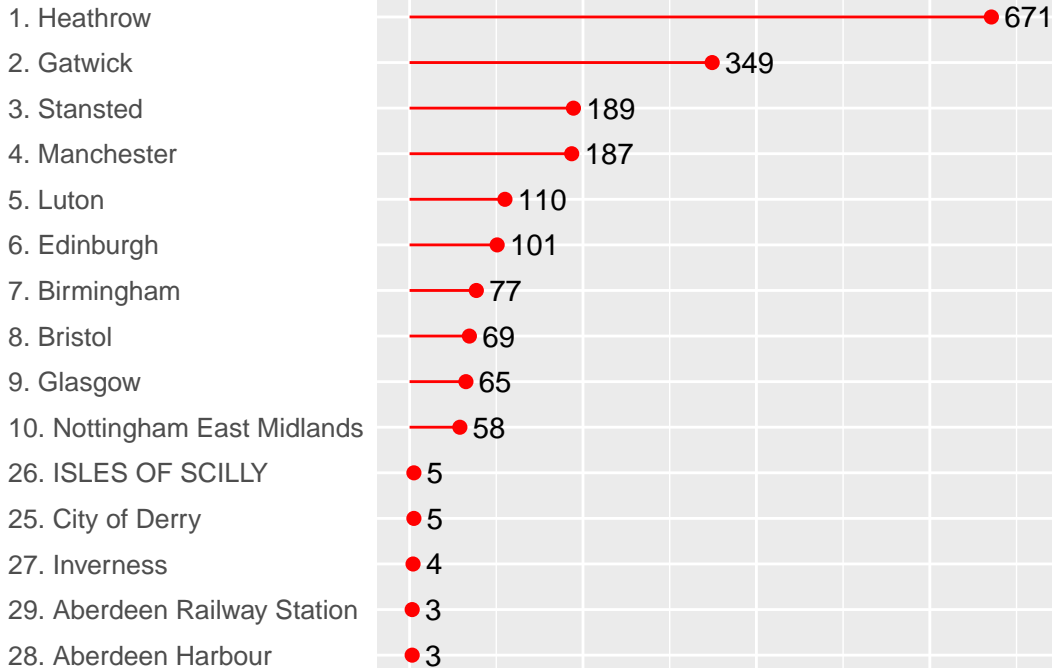 1. Heathrow 671
2. Gatwick 349
3. Stansted 189
4. Manchester 187
5. Luton 110
6. Edinburgh 101
7. Birmingham 77
8. Bristol 69
9. Glasgow 65
10. Nottingham East Midlands 58
26. ISLES OF SCILLY 5
25. City of Derry 5
27. Inverness 4
29. Aberdeen Railway Station 3
28. Aberdeen Harbour 3